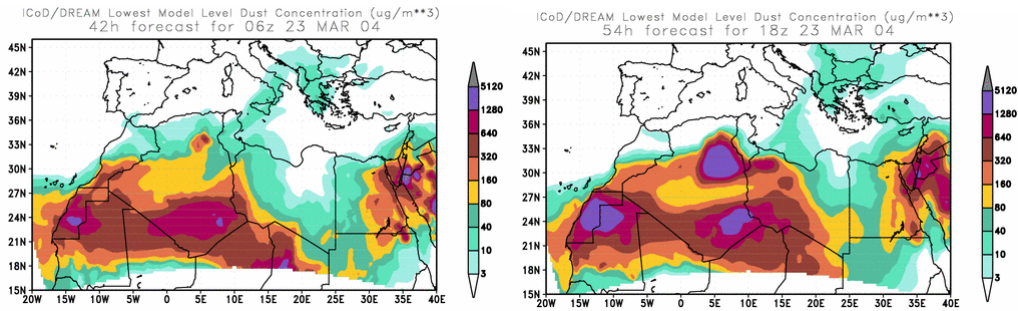 ICoD/DREAM Lowest Model Level Dust Concentration (ug/m**3)
42h forecast for 06z 23 MAR 04
45N
42N
39N
36N
33N
30N
27N
24N
21N
18N
15N
20W 15W 10W 5W 0 5E 10E 15E 20E 25E 30E 35E 40E
5120
1280
640
320
160
80
40
10
3
ICoD/DREAM Lowest Model Level Dust Concentration (ug/m**3)
54h forecast for 18z 23 MAR 04
45N
42N
39N
36N
33N
30N
27N
24N
21N
18N
15N
20W 15W 10W 5W 0 5E 10E 15E 20E 25E 30E 35E 40E
5120
1280
640
320
160
80
40
10
3